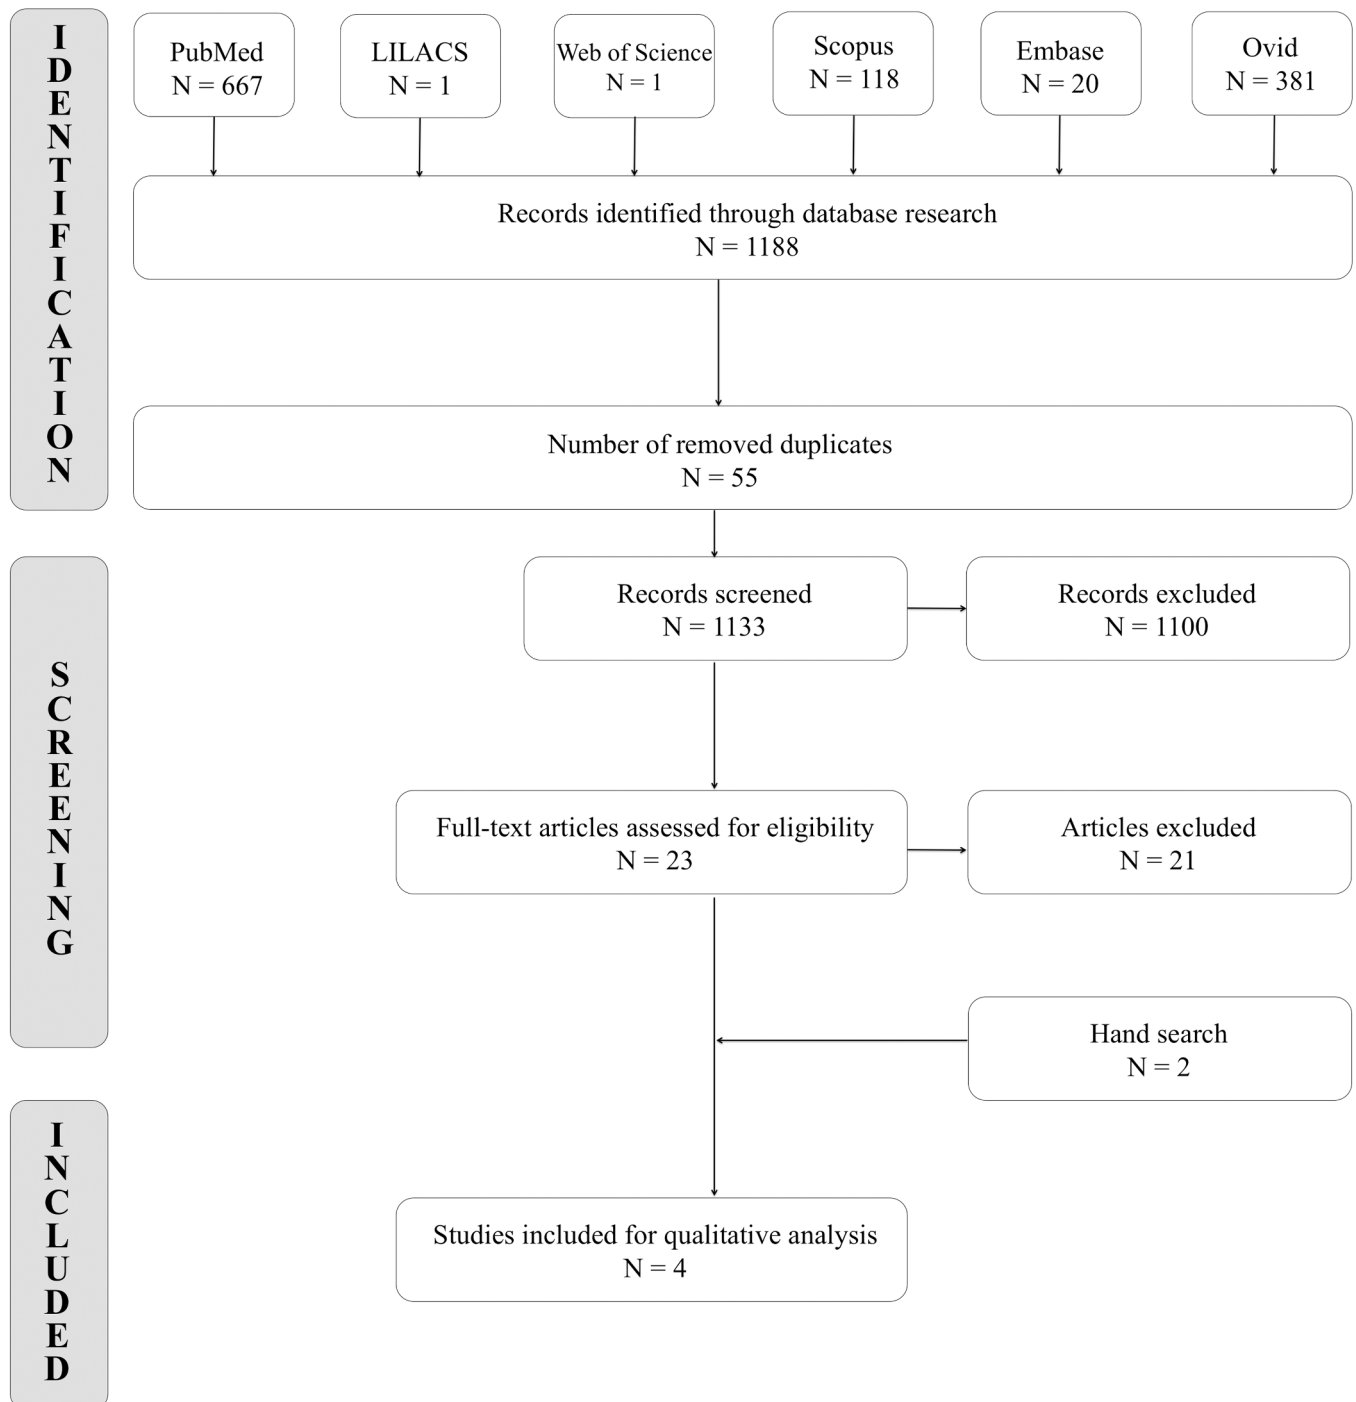 IDENTIFICATION
PubMed
N = 667
LILACS
N = 1
Web of Science
N = 1
Scopus
N = 118
Embase
N = 20
Ovid
N = 381
Records identified through database research
N = 1188
Number of removed duplicates
N = 55
SCREENING
Records screened
N = 1133
Records excluded
N = 1100
Full-text articles assessed for eligibility
N = 23
Articles excluded
N = 21
Hand search
N = 2
INCLUDED
Studies included for qualitative analysis
N = 4